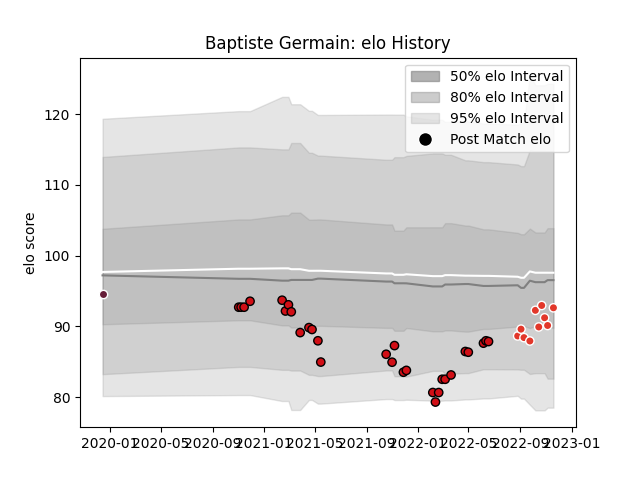 Baptiste Germain: elo History
50% elo Interval
80% elo Interval
95% elo Interval
Post Match elo
elo score
120
110
100
90
80
2020-01 2020-05 2020-09 2021-01 2021-05 2021-09 2022-01 2022-05 2022-09 2023-01